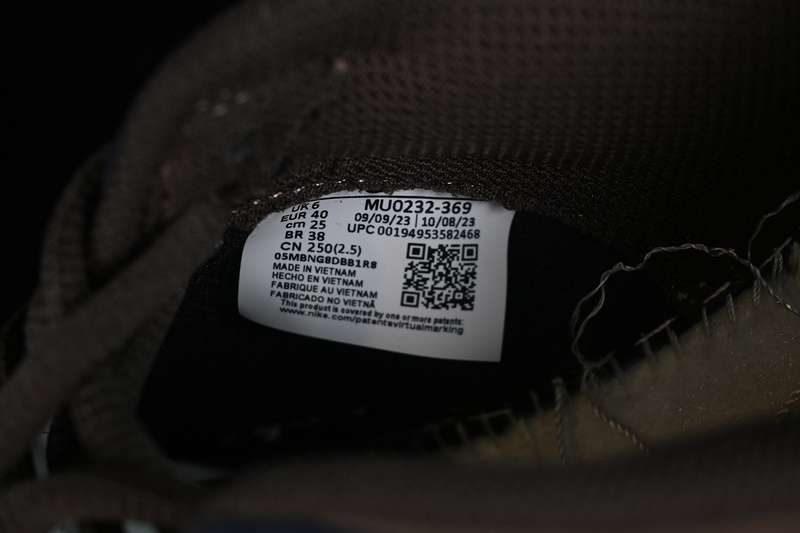 UK 6
EUR 40
cm 25
BR 38
CN 250(2.5)
05MBNG8DBB1R8
MADE IN VIETNAM
HECHO EN VIETNAM
FABRIQUE AU VIETNAM
FABRICADO NO VIETNÃ
This product is covered by one or more patents:
www.nike.com/patentsvirtualmarking
MU0232-369
09/09/23 | 10/08/23
UPC 00194953582468